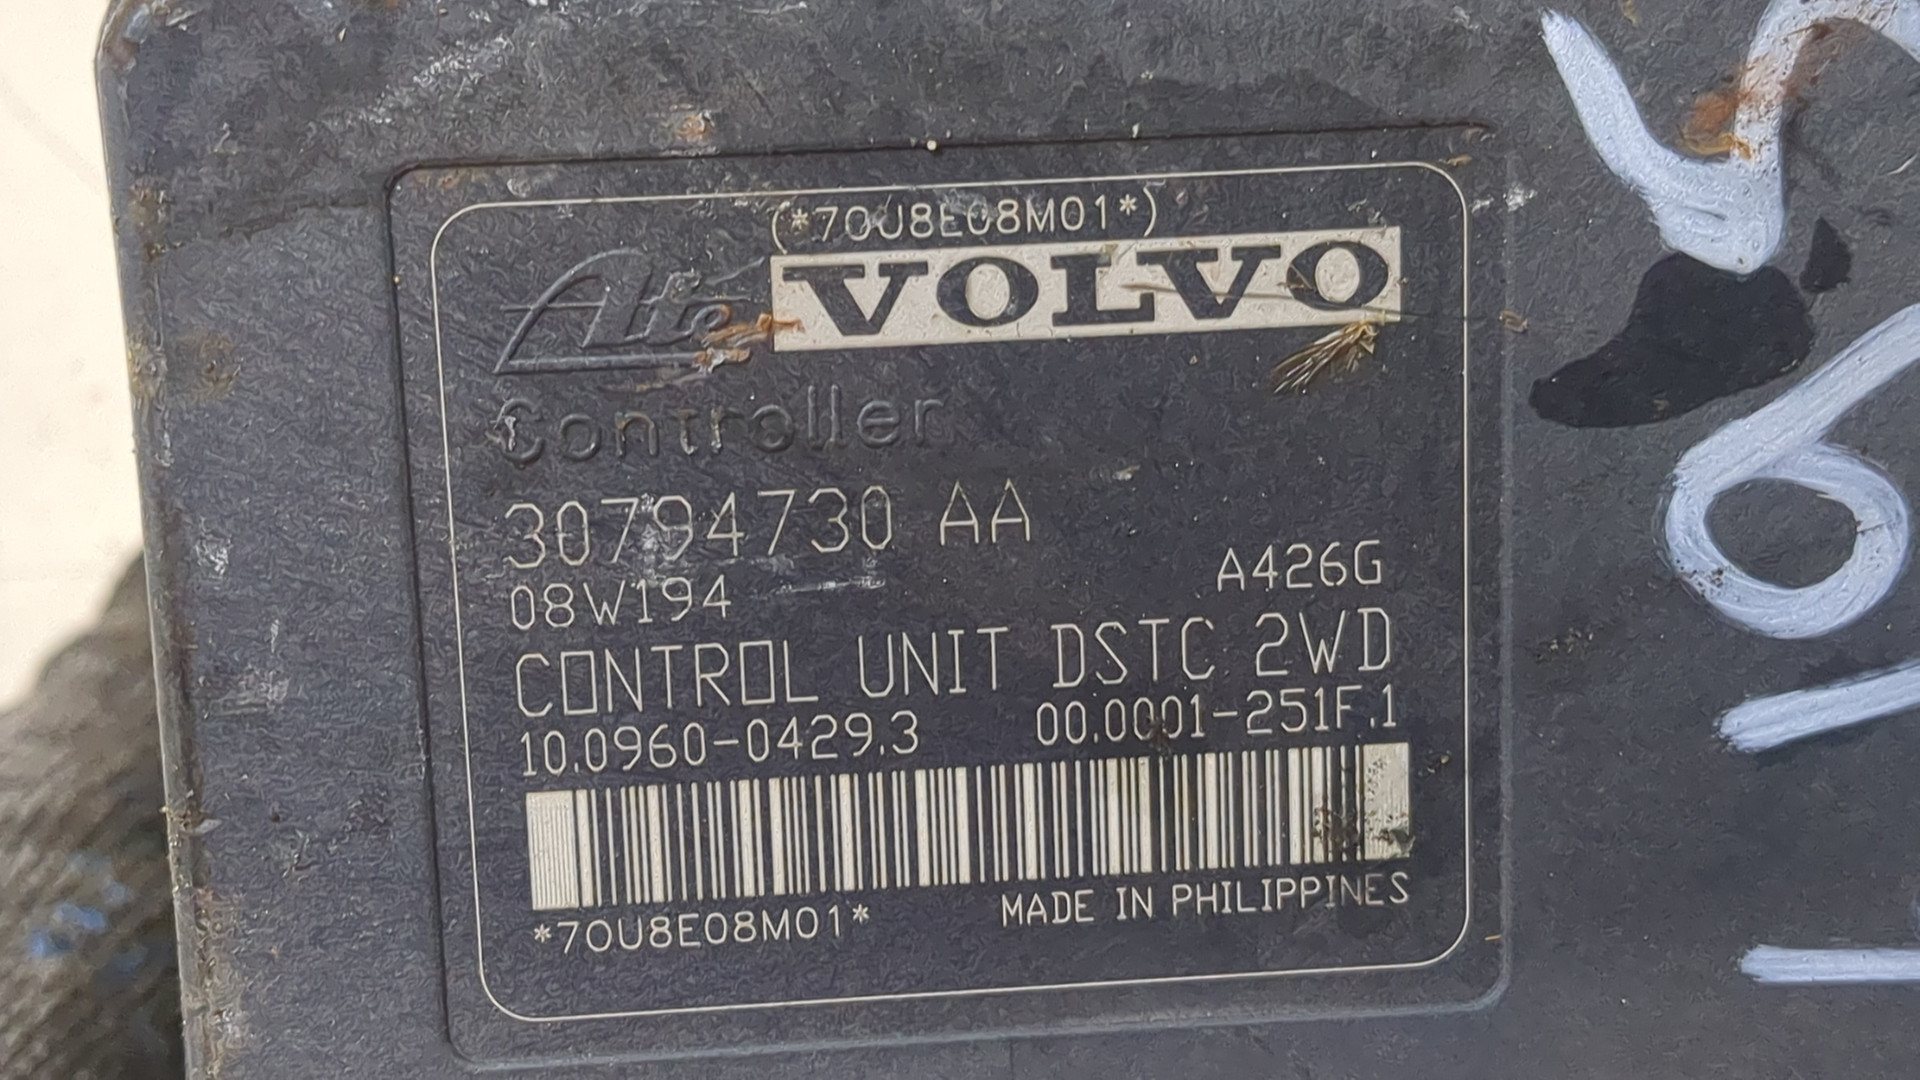 (*70U8E08M01*)
Ate VOLVO
Controller
30794730 AA
08W194 A426G
CONTROL UNIT DSTC 2WD
10.0960-0429.3 00.0001-251F.1
*70U8E08M01* MADE IN PHILIPPINES